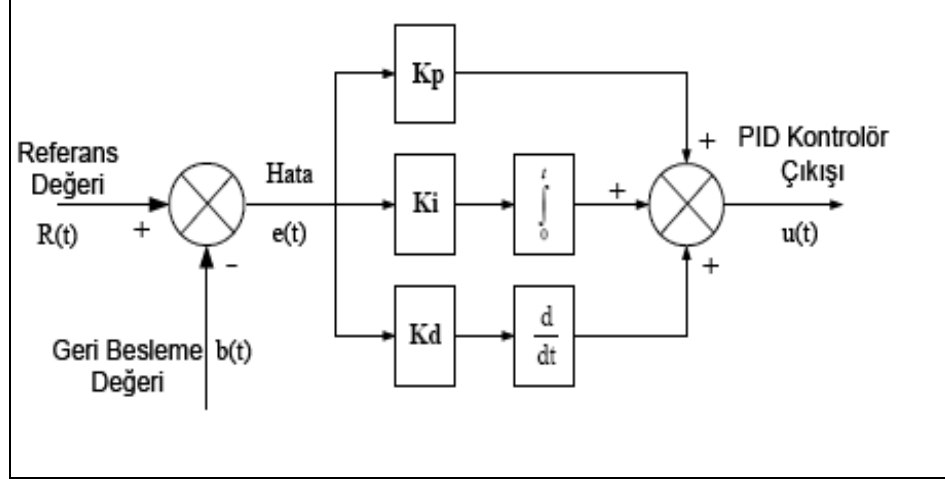 Referans
Değeri
R(t)
+
−
Geri Besleme
Değeri
b(t)
Hata
e(t)
Kp
Ki
t
∫
0
Kd
d
dt
+
+
+
PID Kontrolör
Çıkışı
u(t)